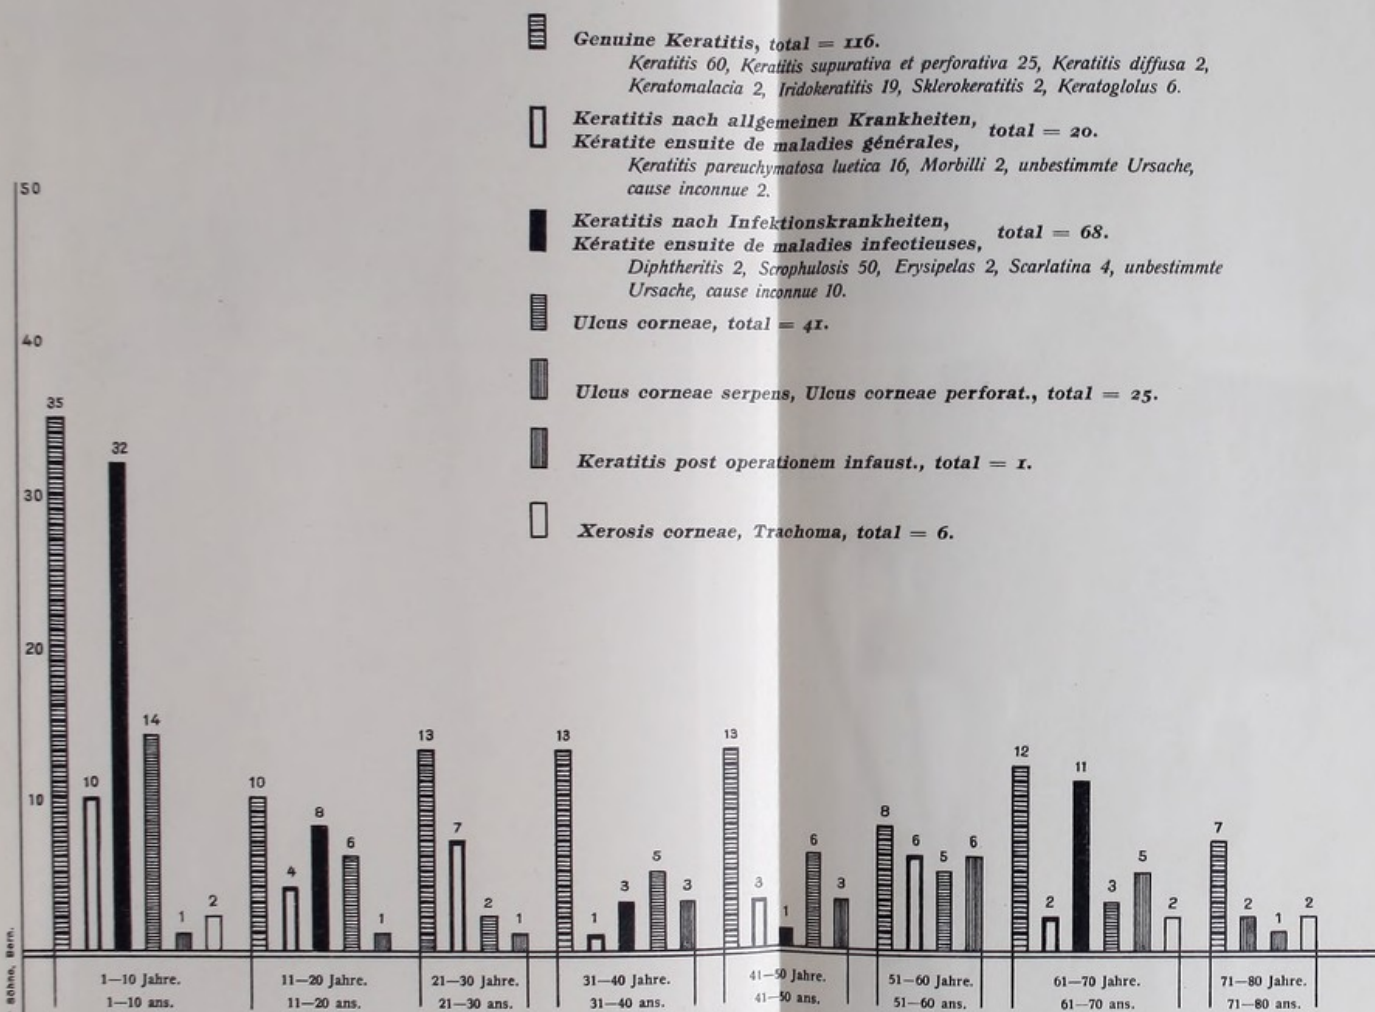 Genuine Keratitis, total = 116.
Keratitis 60, Keratitis supurativa et perforativa 25, Keratitis diffusa 2,
Keratomalacia 2, Iridokeratitis 19, Sklerokeratitis 2, Keratoglolus 6.
Keratitis nach allgemeinen Krankheiten,
Kératite ensuite de maladies générales,
total = 20.
Keratitis pareuchymatosa luetica 16, Morbilli 2, unbestimmte Ursache,
cause inconnue 2.
Keratitis nach Infektionskrankheiten,
Kératite ensuite de maladies infectieuses,
total = 68.
Diphtheritis 2, Scrophulosis 50, Erysipelas 2, Scarlatina 4, unbestimmte
Ursache, cause inconnue 10.
Ulcus corneae, total = 41.
Ulcus corneae serpens, Ulcus corneae perforat., total = 25.
Keratitis post operationem infaust., total = 1.
Xerosis corneae, Trachoma, total = 6.
50
40
30
20
10
35 10 32 14 1 2
10 4 8 6 1
13 7 2 1
13 1 3 5 3
13 3 1 6 3
8 6 5 6
12 2 11 3 5 2
7 2 1 2
1—10 Jahre.
1—10 ans.
11—20 Jahre.
11—20 ans.
21—30 Jahre.
21—30 ans.
31—40 Jahre.
31—40 ans.
41—50 Jahre.
41—50 ans.
51—60 Jahre.
51—60 ans.
61—70 Jahre.
61—70 ans.
71—80 Jahre.
71—80 ans.
Böhne, Bern.